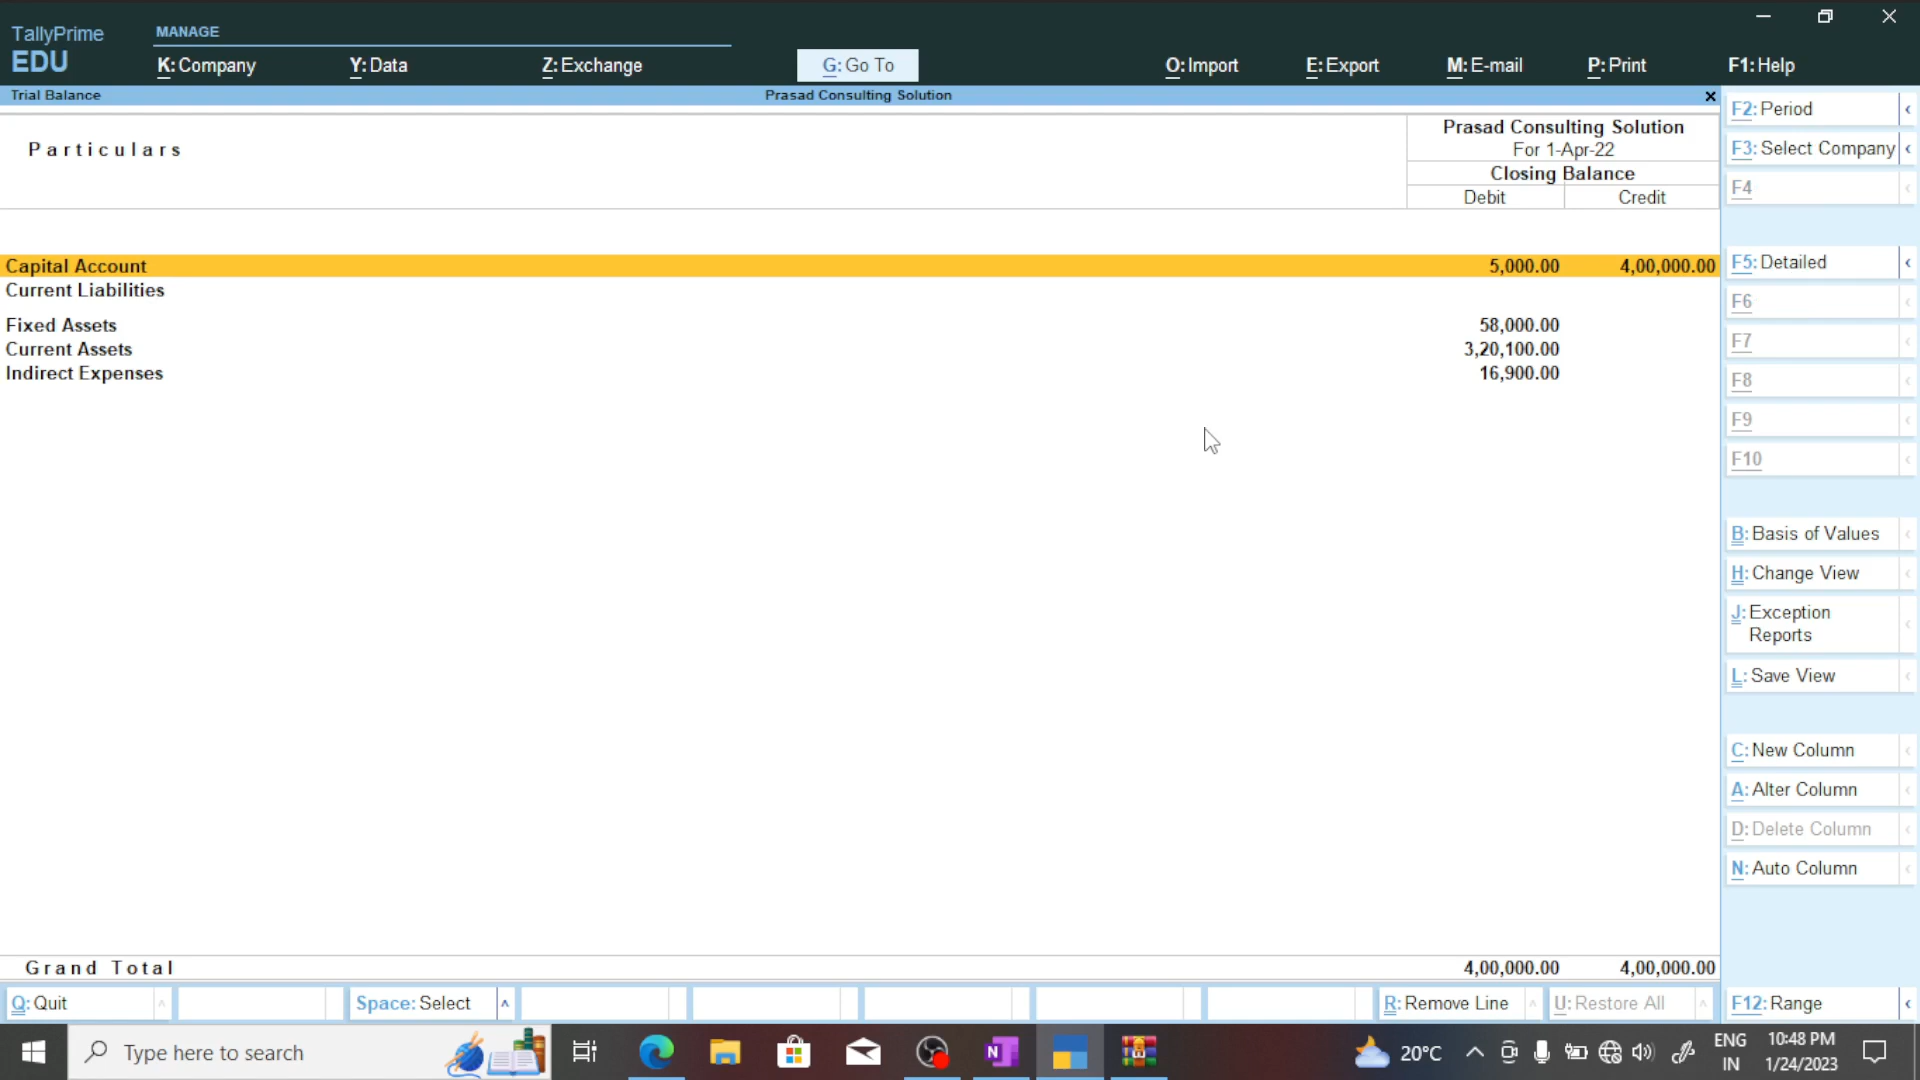 TallyPrime
EDU
MANAGE
K: Company
Y: Data
Z: Exchange
G: Go To
O: Import
E: Export
M: E-mail
P: Print
F1: Help
Trial Balance
Prasad Consulting Solution
Particulars
Prasad Consulting Solution
For 1-Apr-22
Closing Balance
Debit Credit
Capital Account 5,000.00 4,00,000.00
Current Liabilities
Fixed Assets 58,000.00
Current Assets 3,20,100.00
Indirect Expenses 16,900.00
Grand Total 4,00,000.00 4,00,000.00
F2: Period
F3: Select Company
F4
F5: Detailed
F6
F7
F8
F9
F10
B: Basis of Values
H: Change View
J: Exception
Reports
L: Save View
C: New Column
A: Alter Column
D: Delete Column
N: Auto Column
Q: Quit
Space: Select
R: Remove Line
U: Restore All
F12: Range
Type here to search
20°C
ENG
IN
10:48 PM
1/24/2023